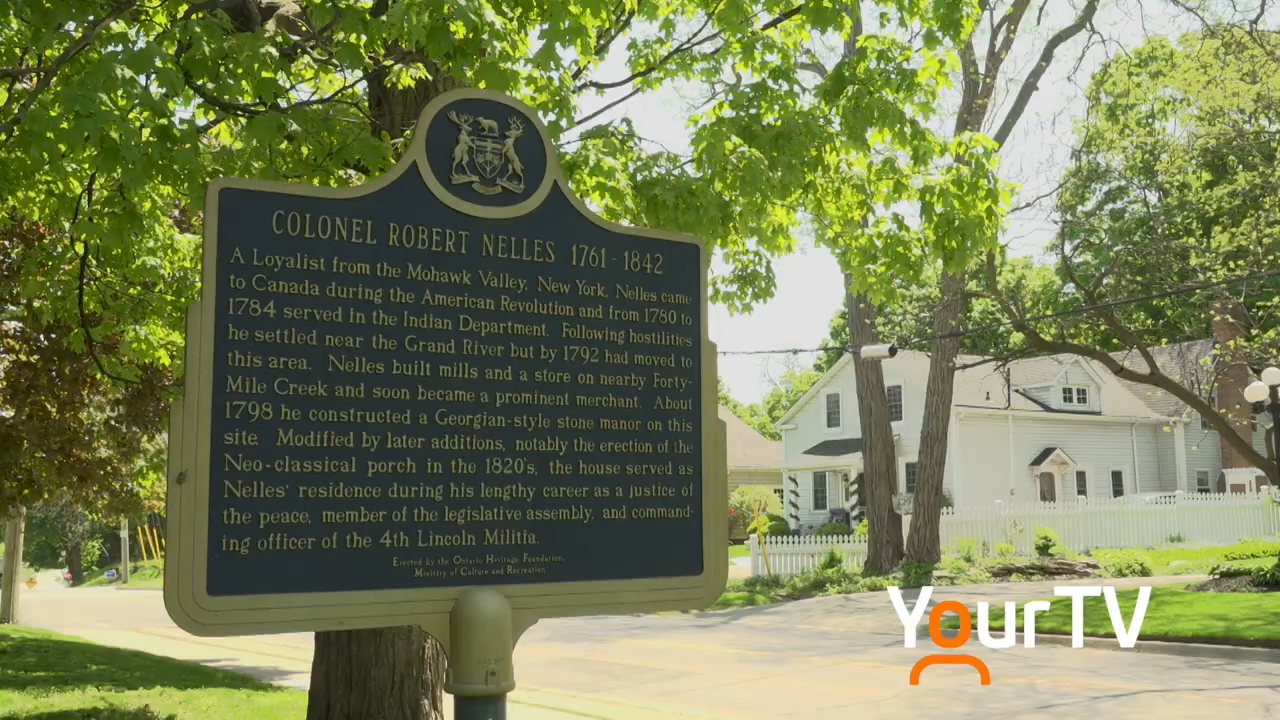 COLONEL ROBERT NELLES 1761-1842
A Loyalist from the Mohawk Valley, New York, Nelles came
to Canada during the American Revolution and from 1780 to
1784 served in the Indian Department. Following hostilities
he settled near the Grand River but by 1792 had moved to
this area. Nelles built mills and a store on nearby Forty-
Mile Creek and soon became a prominent merchant. About
1798 he constructed a Georgian-style stone manor on this
site. Modified by later additions, notably the erection of the
Neo-classical porch in the 1820's, the house served as
Nelles' residence during his lengthy career as a justice of
the peace, member of the legislative assembly, and command-
ing officer of the 4th Lincoln Militia.
Erected by the Ontario Heritage Foundation,
Ministry of Culture and Recreation
YourTV